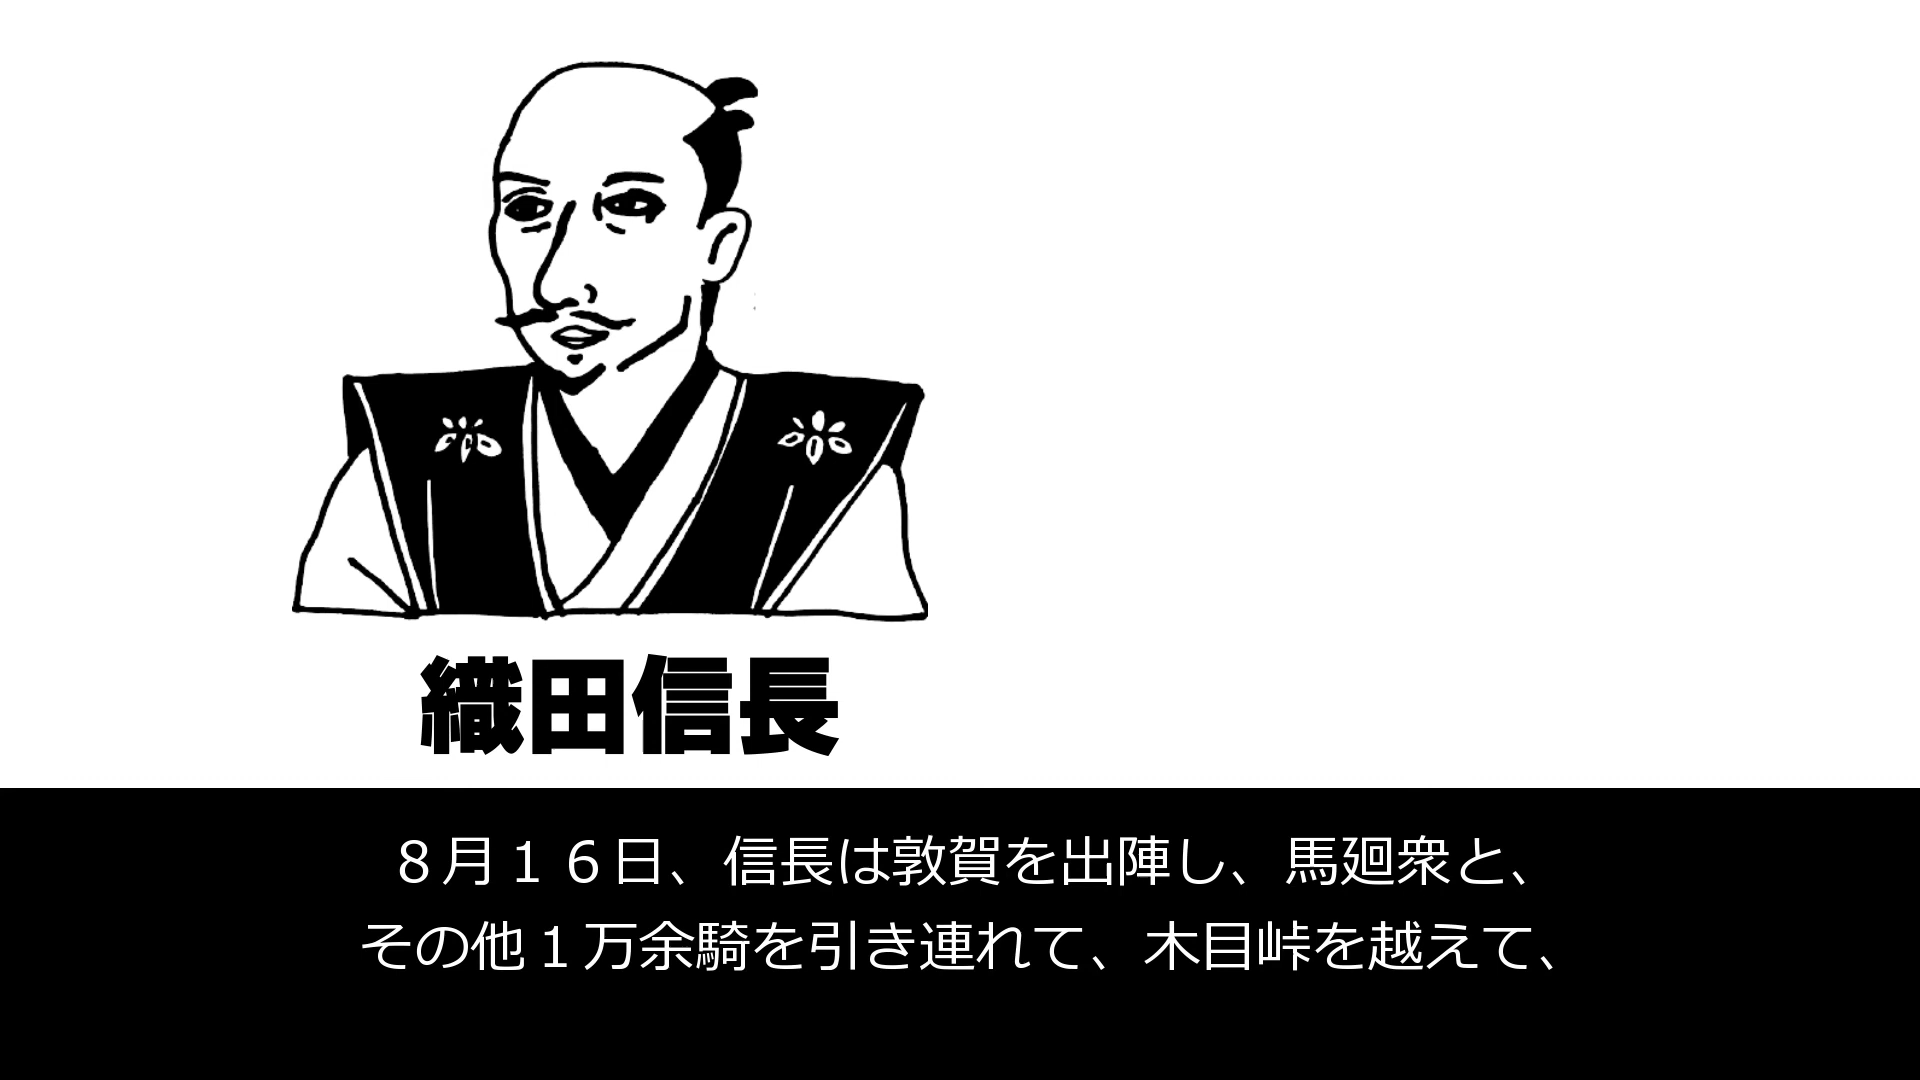 織田信長
８月１６日、信長は敦賀を出陣し、馬廻衆と、
その他１万余騎を引き連れて、木目峠を越えて、